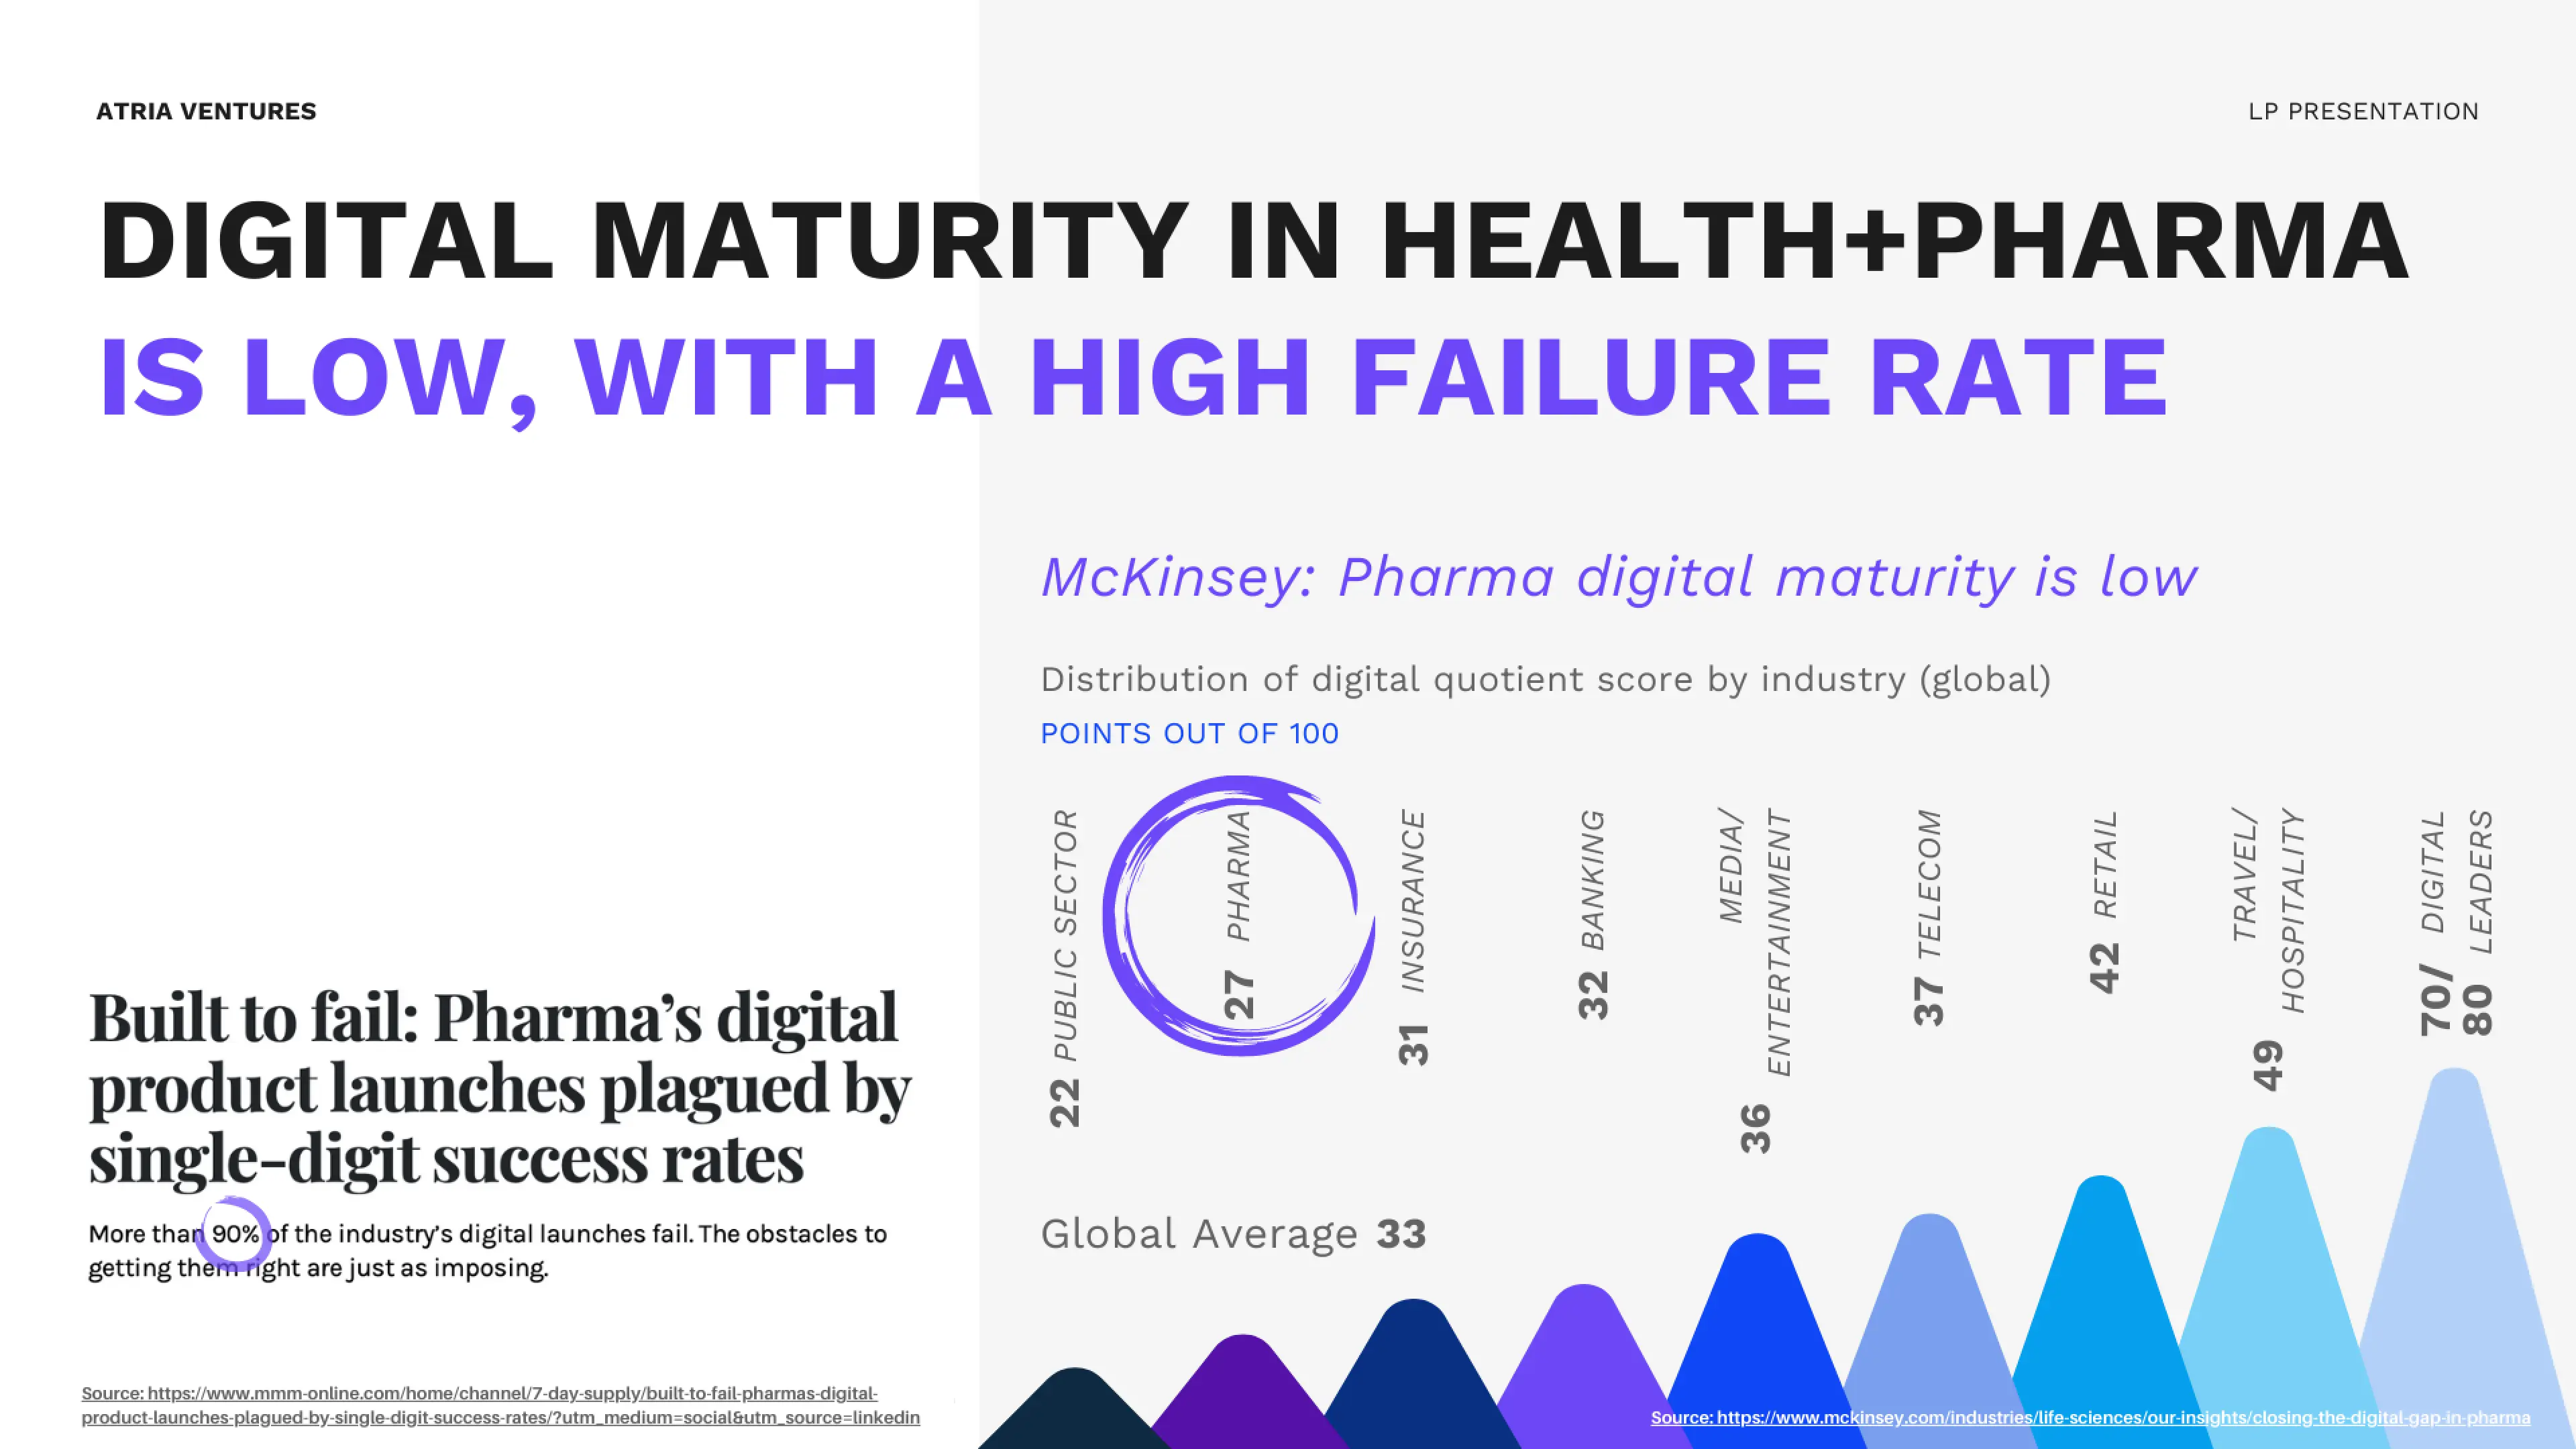 ATRIA VENTURES
LP PRESENTATION
DIGITAL MATURITY IN HEALTH+PHARMA
IS LOW, WITH A HIGH FAILURE RATE
Built to fail: Pharma’s digital
product launches plagued by
single-digit success rates
More than 90% of the industry’s digital launches fail. The obstacles to
getting them right are just as imposing.
Source: https://www.mmm-online.com/home/channel/7-day-supply/built-to-fail-pharmas-digital-
product-launches-plagued-by-single-digit-success-rates/?utm_medium=social&utm_source=linkedin
McKinsey: Pharma digital maturity is low
Distribution of digital quotient score by industry (global)
POINTS OUT OF 100
22 PUBLIC SECTOR
27 PHARMA
31 INSURANCE
32 BANKING
36 MEDIA/
ENTERTAINMENT
37 TELECOM
42 RETAIL
49 TRAVEL/
HOSPITALITY
70/ DIGITAL
80 LEADERS
Global Average 33
Source: https://www.mckinsey.com/industries/life-sciences/our-insights/closing-the-digital-gap-in-pharma